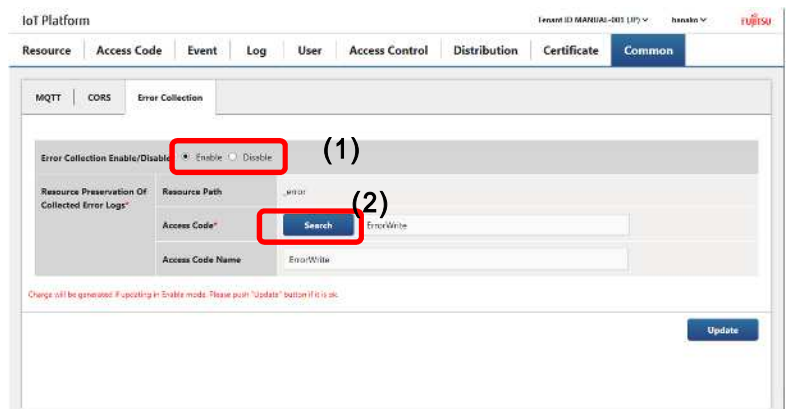 IoT Platform
Tenant ID MANUAL-001 (JP) hanako
FUJITSU
Resource Access Code Event Log User Access Control Distribution Certificate Common
MQTT CORS Error Collection
Error Collection Enable/Disable Enable Disable (1)
Resource Preservation Of Collected Error Logs* Resource Path _error
(2)
Access Code* Search ErrorWrite
Access Code Name ErrorWrite
Charge will be generated if updating in Enable mode. Please push "Update" button if it is ok.
Update